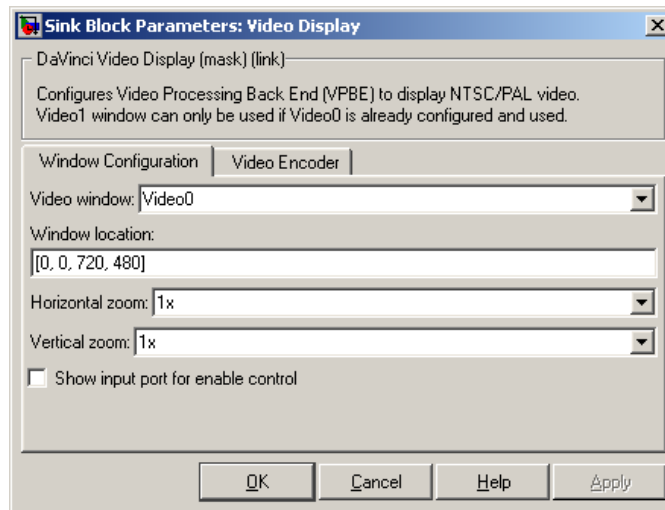 Sink Block Parameters: Video Display
DaVinci Video Display (mask) (link)
Configures Video Processing Back End (VPBE) to display NTSC/PAL video.
Video1 window can only be used if Video0 is already configured and used.
Window Configuration
Video Encoder
Video window: Video0
Window location:
[0, 0, 720, 480]
Horizontal zoom: 1x
Vertical zoom: 1x
Show input port for enable control
OK
Cancel
Help
Apply